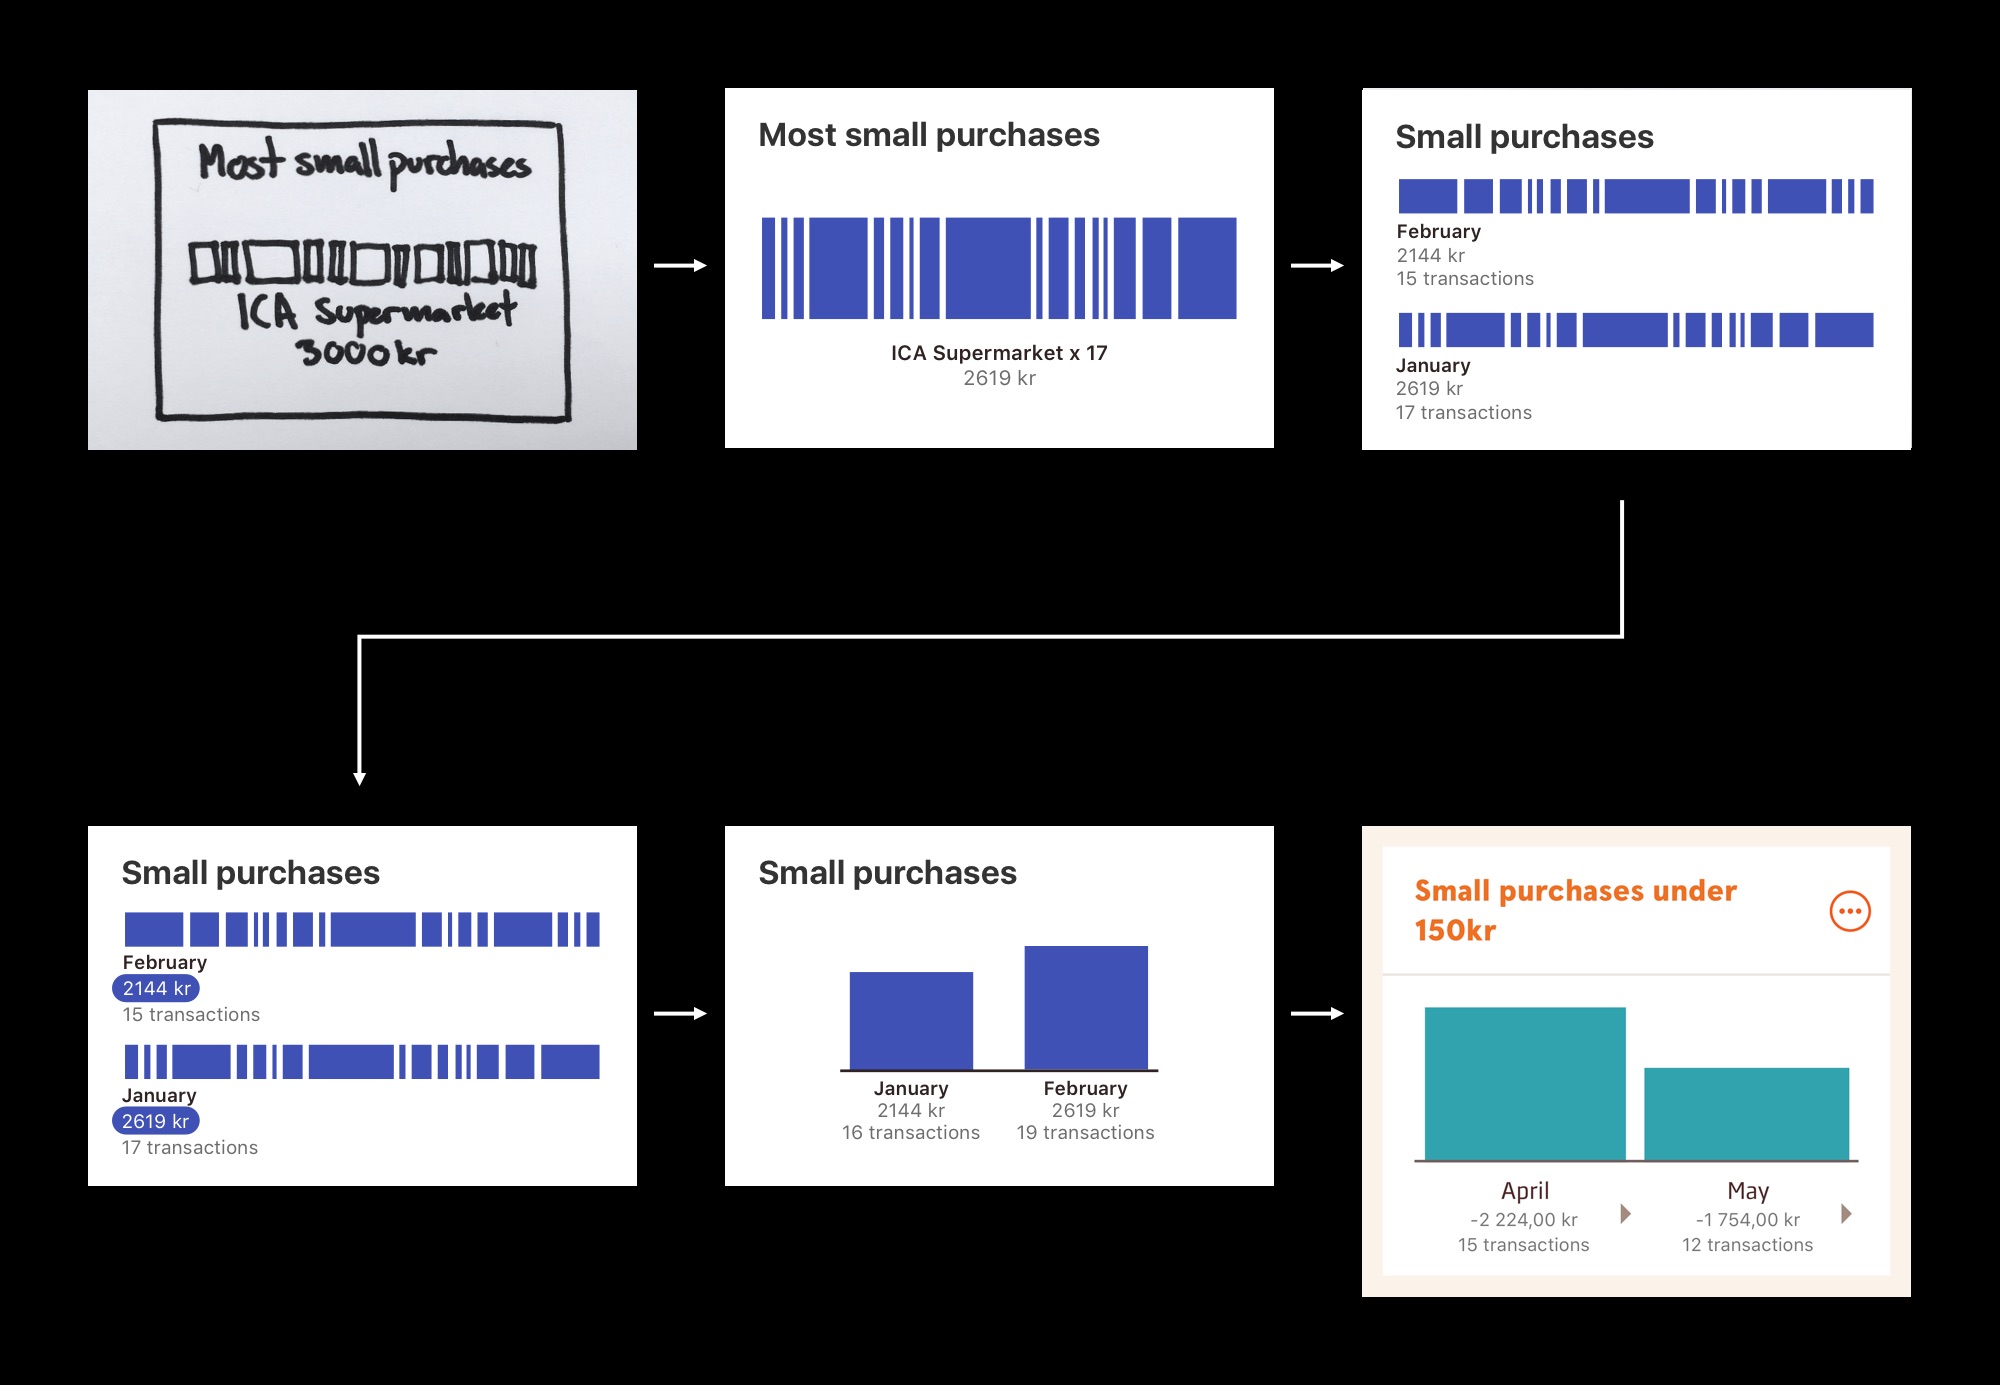 Most small purchases
ICA Supermarket
3000kr
Most small purchases
ICA Supermarket x 17
2619 kr
Small purchases
February
2144 kr
15 transactions
January
2619 kr
17 transactions
Small purchases
February
2144 kr
15 transactions
January
2619 kr
17 transactions
Small purchases
January
2144 kr
16 transactions
February
2619 kr
19 transactions
Small purchases under
150kr
April
-2 224,00 kr
15 transactions
May
-1 754,00 kr
12 transactions